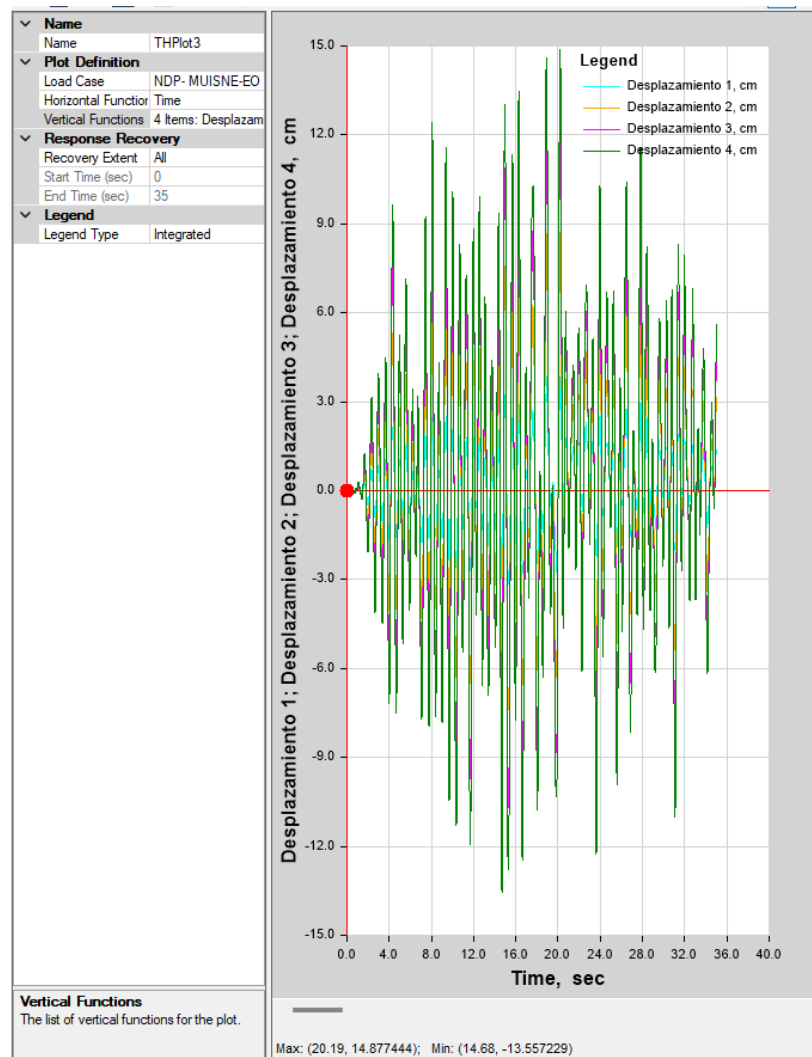 Name
Name THPlot3
Plot Definition
Load Case NDP- MUISNE-EO
Horizontal Function Time
Vertical Functions 4 Items: Desplazam
Response Recovery
Recovery Extent All
Start Time (sec) 0
End Time (sec) 35
Legend
Legend Type Integrated
Vertical Functions
The list of vertical functions for the plot.
Desplazamiento 1; Desplazamiento 2; Desplazamiento 3; Desplazamiento 4, cm
15.0
12.0
9.0
6.0
3.0
0.0
-3.0
-6.0
-9.0
-12.0
-15.0
Legend
Desplazamiento 1, cm
Desplazamiento 2, cm
Desplazamiento 3, cm
Desplazamiento 4, cm
0.0 4.0 8.0 12.0 16.0 20.0 24.0 28.0 32.0 36.0 40.0
Time, sec
Max: (20.19, 14.877444); Min: (14.68, -13.557229)